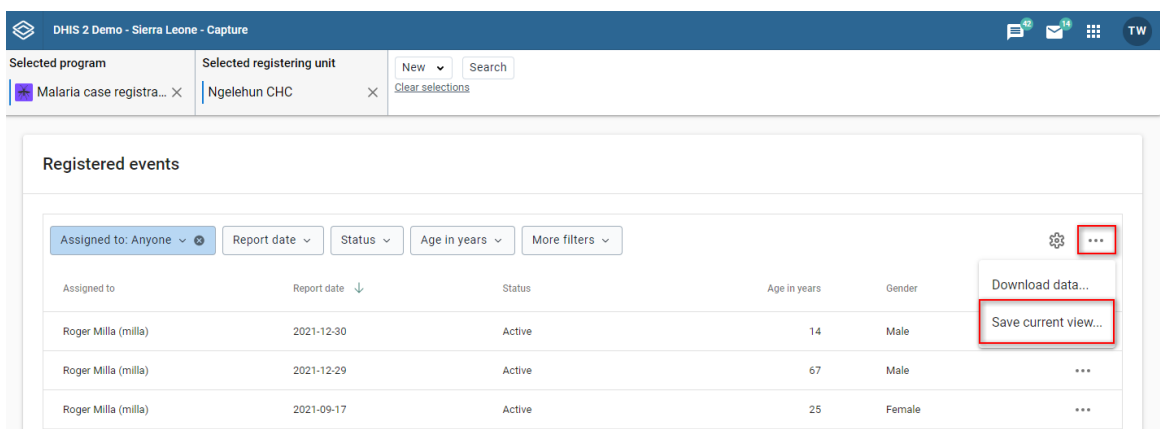 DHIS 2 Demo - Sierra Leone - Capture
42
14
TW
Selected program
Selected registering unit
New
Search
Malaria case registra...
Ngelehun CHC
Clear selections
Registered events
Assigned to: Anyone
Report date
Status
Age in years
More filters
Assigned to
Report date
Status
Age in years
Gender
Download data...
Save current view...
Roger Milla (milla)
2021-12-30
Active
14
Male
Roger Milla (milla)
2021-12-29
Active
67
Male
Roger Milla (milla)
2021-09-17
Active
25
Female